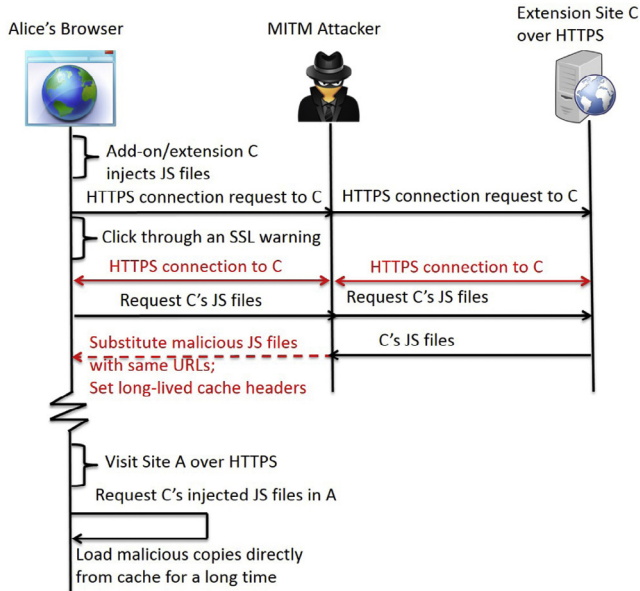 Alice's Browser
MITM Attacker
Extension Site C
over HTTPS
Add-on/extension C
injects JS files
HTTPS connection request to C
HTTPS connection request to C
Click through an SSL warning
HTTPS connection to C
HTTPS connection to C
Request C's JS files
Request C's JS files
Substitute malicious JS files
with same URLs;
Set long-lived cache headers
C's JS files
Visit Site A over HTTPS
Request C's injected JS files in A
Load malicious copies directly
from cache for a long time